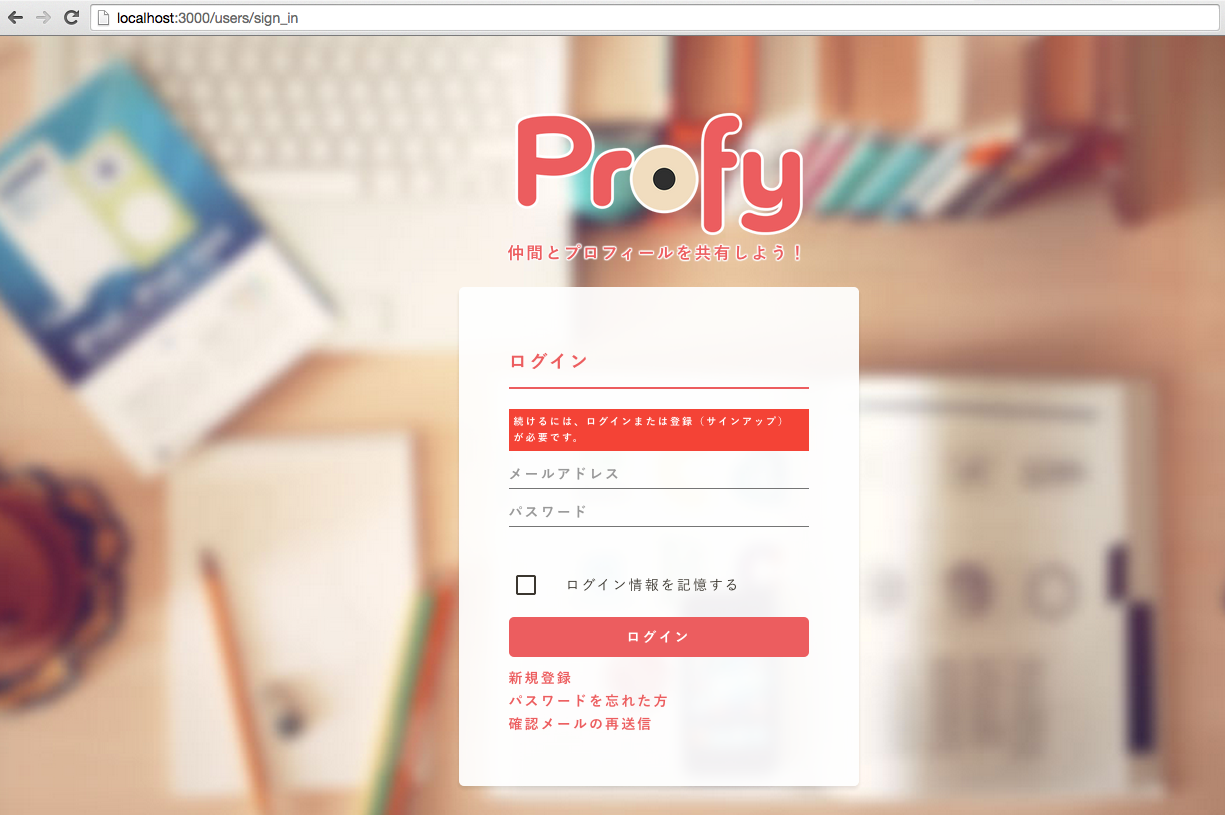 localhost:3000/users/sign_in
Profy
仲間とプロフィールを共有しよう！
ログイン
続けるには、ログインまたは登録（サインアップ）
が必要です。
メールアドレス
パスワード
ログイン情報を記憶する
ログイン
新規登録
パスワードを忘れた方
確認メールの再送信